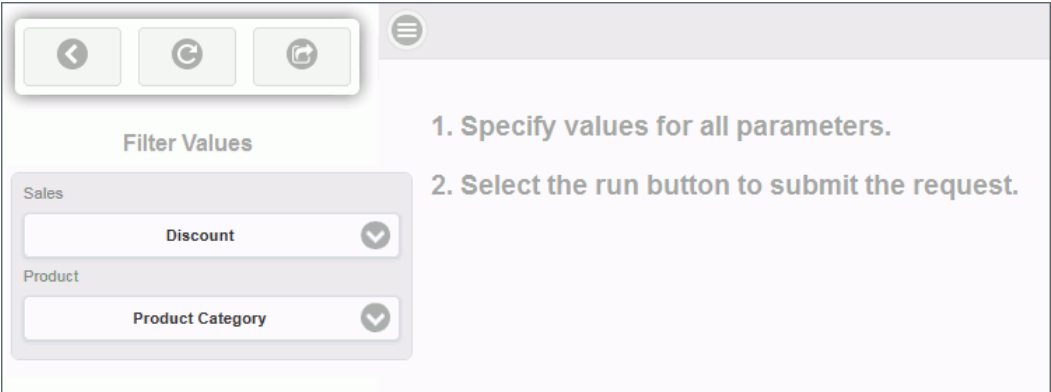 Filter Values
Sales
Discount
Product
Product Category
1. Specify values for all parameters.
2. Select the run button to submit the request.